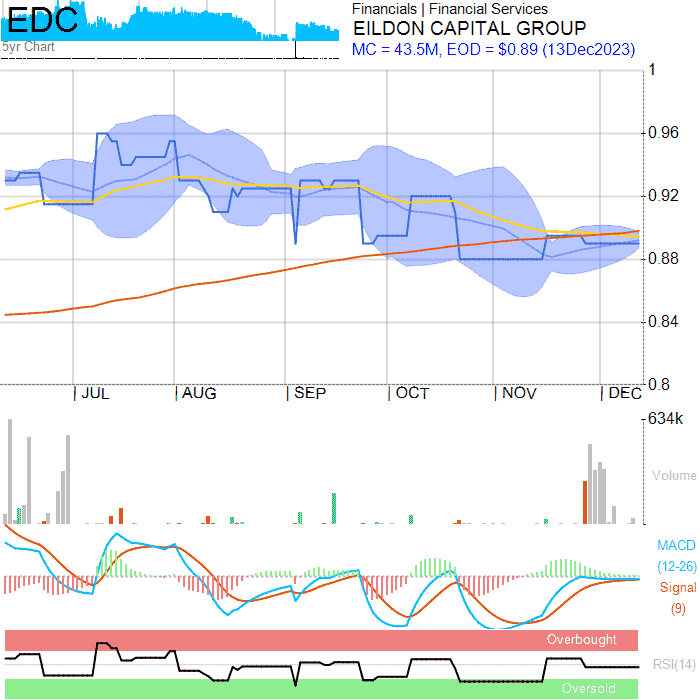 EDC
5yr Chart
Financials | Financial Services
EILDON CAPITAL GROUP
MC = 43.5M, EOD = $0.89 (13Dec2023)
1
0.96
0.92
0.88
0.84
0.8
| JUL | AUG | SEP | OCT | NOV | DEC
634k
Volume
MACD
(12-26)
Signal
(9)
Overbought
RSI(14)
Oversold